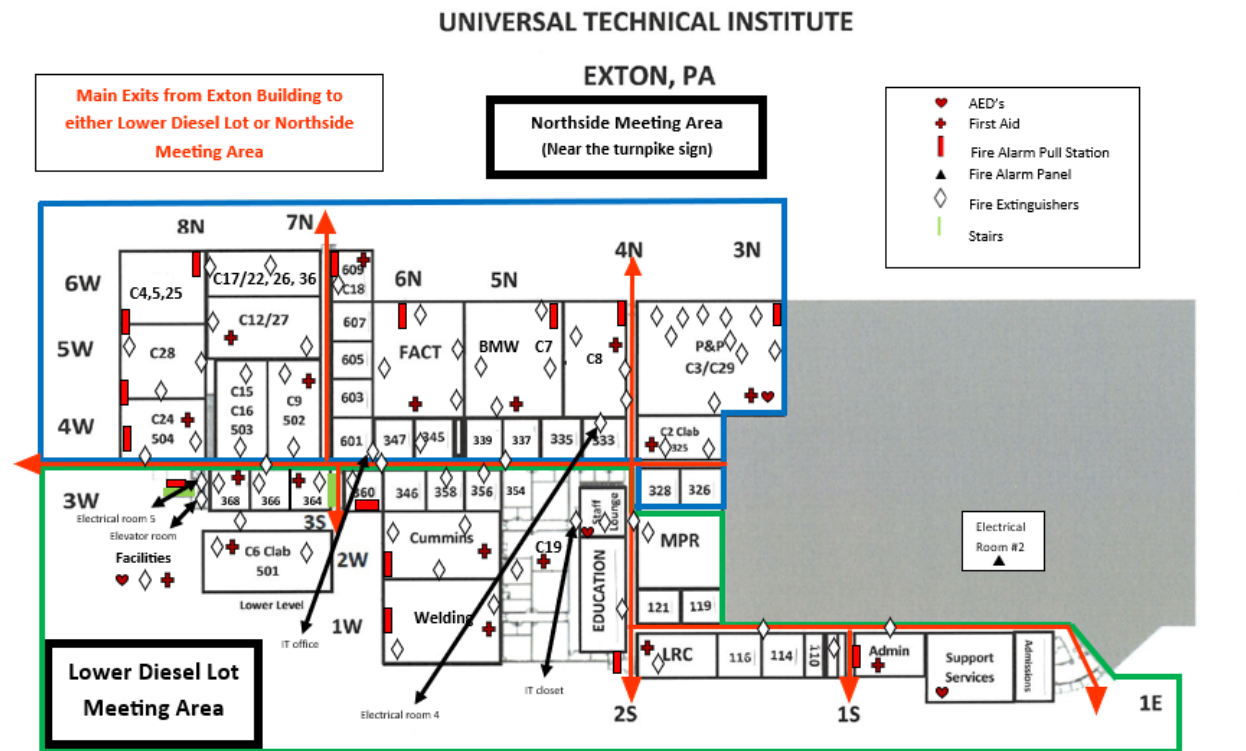 UNIVERSAL TECHNICAL INSTITUTE
EXTON, PA
Main Exits from Exton Building to
either Lower Diesel Lot or Northside
Meeting Area
Northside Meeting Area
(Near the turnpike sign)
AED's
First Aid
Fire Alarm Pull Station
Fire Alarm Panel
Fire Extinguishers
Stairs
8N
7N
6N
5N
4N
3N
6W
5W
4W
3W
2W
1W
C4,5,25
C17/22, 26, 36
609
C18
C12/27
607
FACT
BMW
C7
C8
P&P
C3/C29
C28
605
C15
C16
503
C9
502
603
C24
504
601
347
345
339
337
335
333
C2 Clab
325
368
366
364
360
346
358
356
354
328
326
3S
Electrical room 5
Elevator room
Facilities
C6 Clab
501
Lower Level
Cummins
C19
Staff
Lounge
MPR
EDUCATION
Welding
121
119
Electrical
Room #2
IT office
IT closet
Electrical room 4
LRC
116
114
110
Admin
Support
Services
Admissions
Lower Diesel Lot
Meeting Area
2S
1S
1E